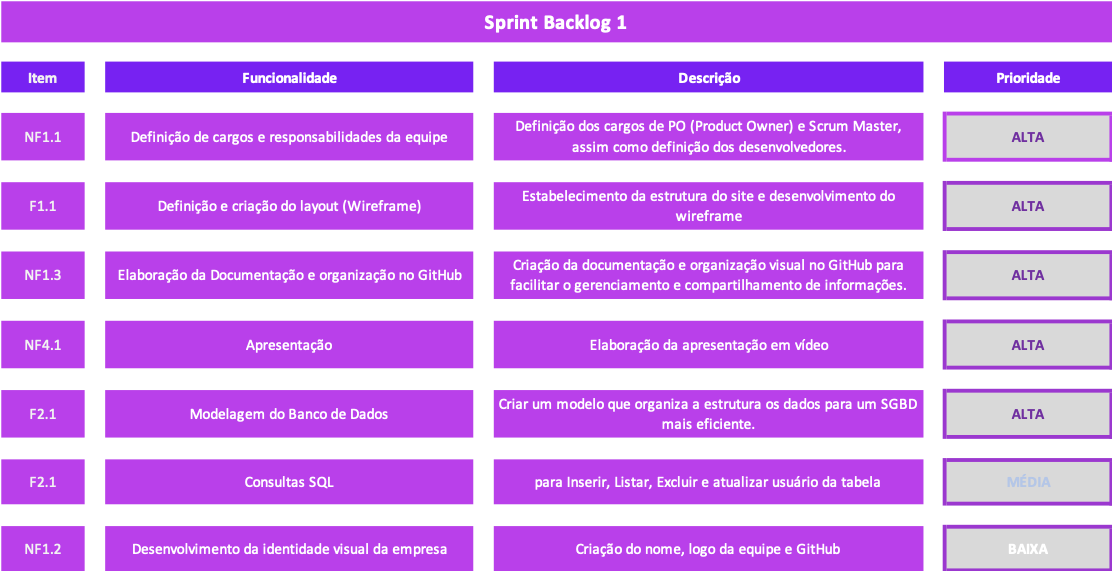 Sprint Backlog 1
Item
Funcionalidade
Descrição
Prioridade
NF1.1
Definição de cargos e responsabilidades da equipe
Definição dos cargos de PO (Product Owner) e Scrum Master,
assim como definição dos desenvolvedores.
ALTA
F1.1
Definição e criação do layout (Wireframe)
Estabelecimento da estrutura do site e desenvolvimento do
wireframe
ALTA
NF1.3
Elaboração da Documentação e organização no GitHub
Criação da documentação e organização visual no GitHub para
facilitar o gerenciamento e compartilhamento de informações.
ALTA
NF4.1
Apresentação
Elaboração da apresentação em vídeo
ALTA
F2.1
Modelagem do Banco de Dados
Criar um modelo que organiza a estrutura os dados para um SGBD
mais eficiente.
ALTA
F2.1
Consultas SQL
para Inserir, Listar, Excluir e atualizar usuário da tabela
MÉDIA
NF1.2
Desenvolvimento da identidade visual da empresa
Criação do nome, logo da equipe e GitHub
BAIXA